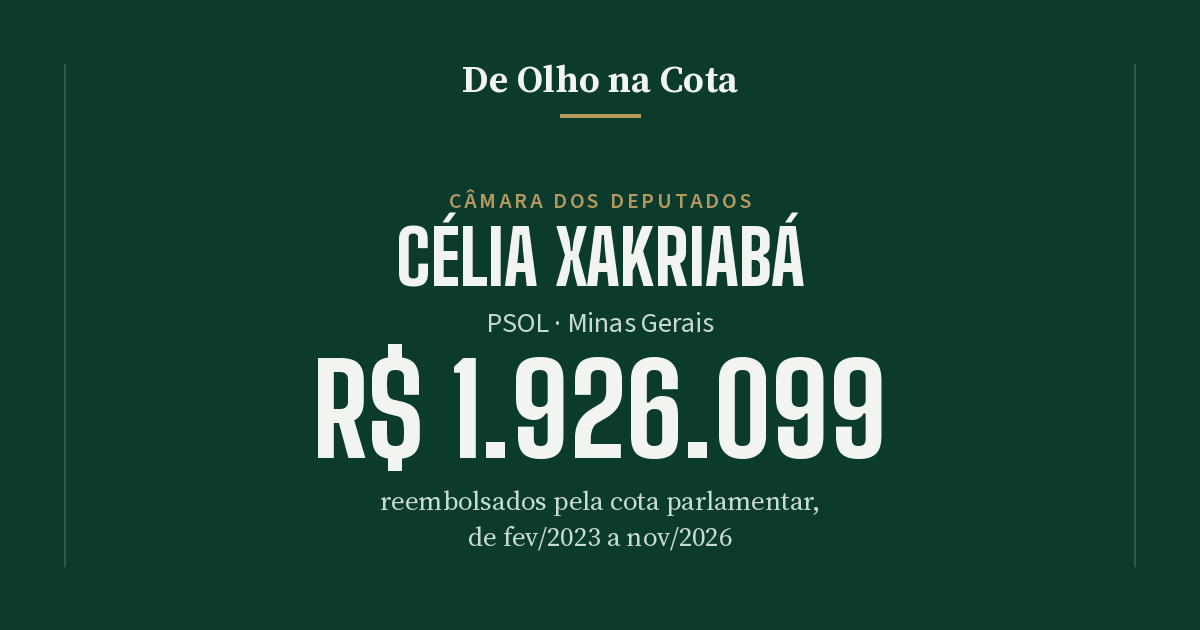 De Olho na Cota
CÂMARA DOS DEPUTADOS
CÉLIA XAKRIABÁ
PSOL · Minas Gerais
R$ 1.926.099
reembolsados pela cota parlamentar,
de fev/2023 a nov/2026